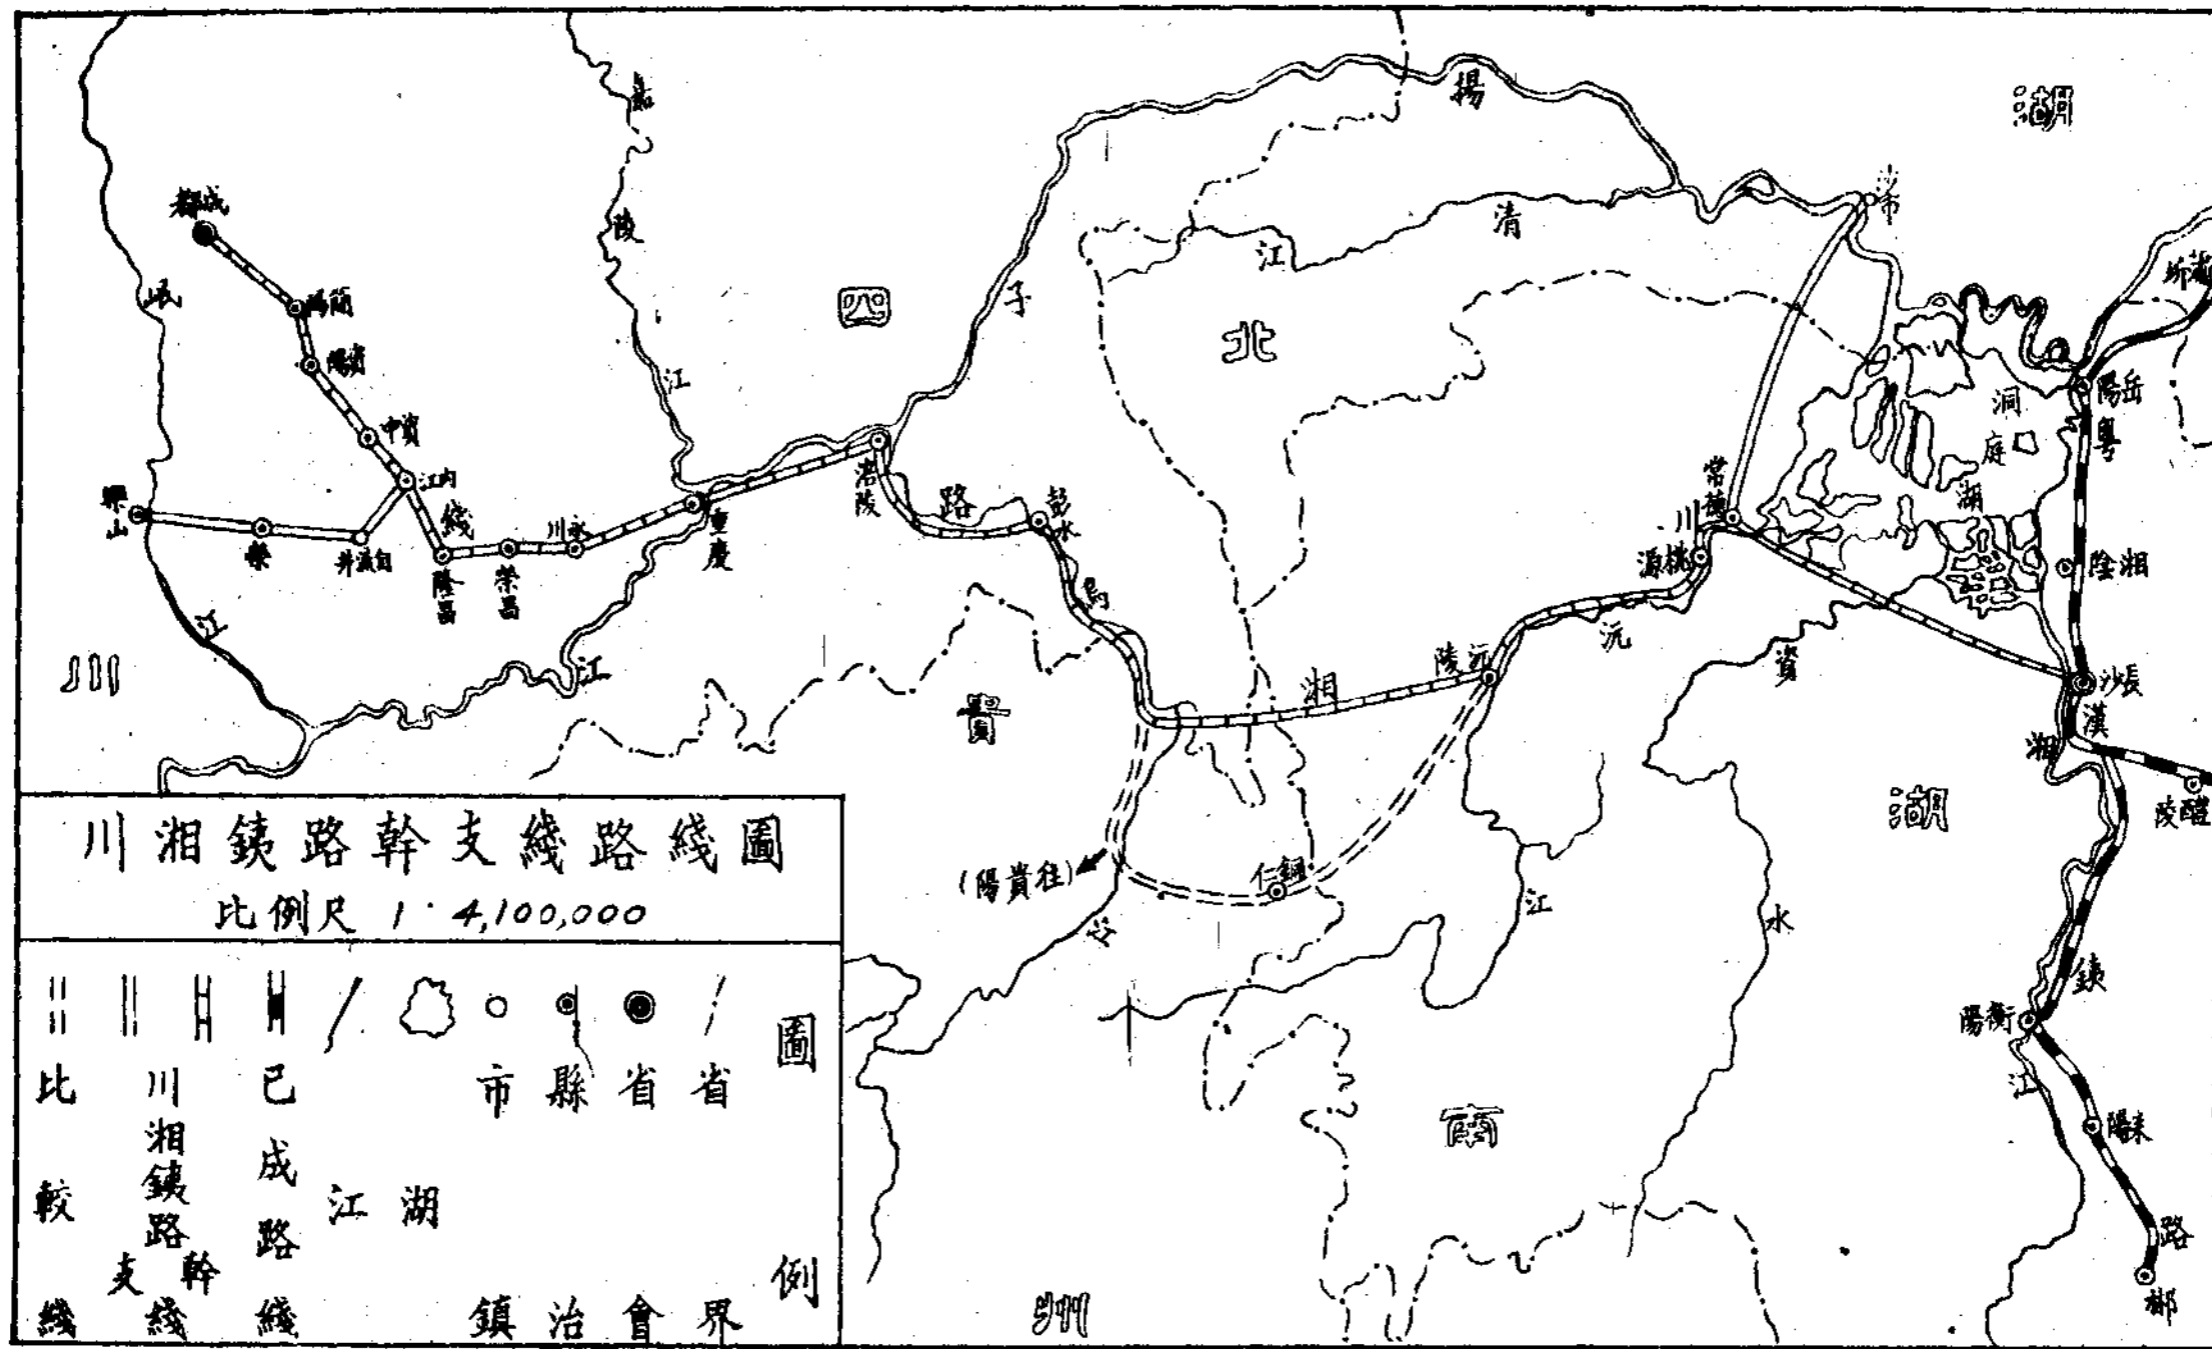 川湘銕路幹支綫路綫圖
比例尺 1:4,100,000
圖例
省界
省會
縣治
市鎮
湖
江
已成路綫
川湘銕路幹綫
支
比較綫
四川
湖北
湖南
貴州
成都
簡陽
資陽
資中
內江
自流井
榮
樂山
隆昌
榮昌
永川
重慶
涪陵
彭水
沅陵
桃源
常德
沙市
銅仁
(往貴陽)
蒲圻
岳陽
湘陰
長沙
醴陵
衡陽
耒陽
郴
川湘路綫
粵漢銕路
岷江
嘉陵江
揚子江
清江
烏江
沅江
資水
湘江
洞庭湖